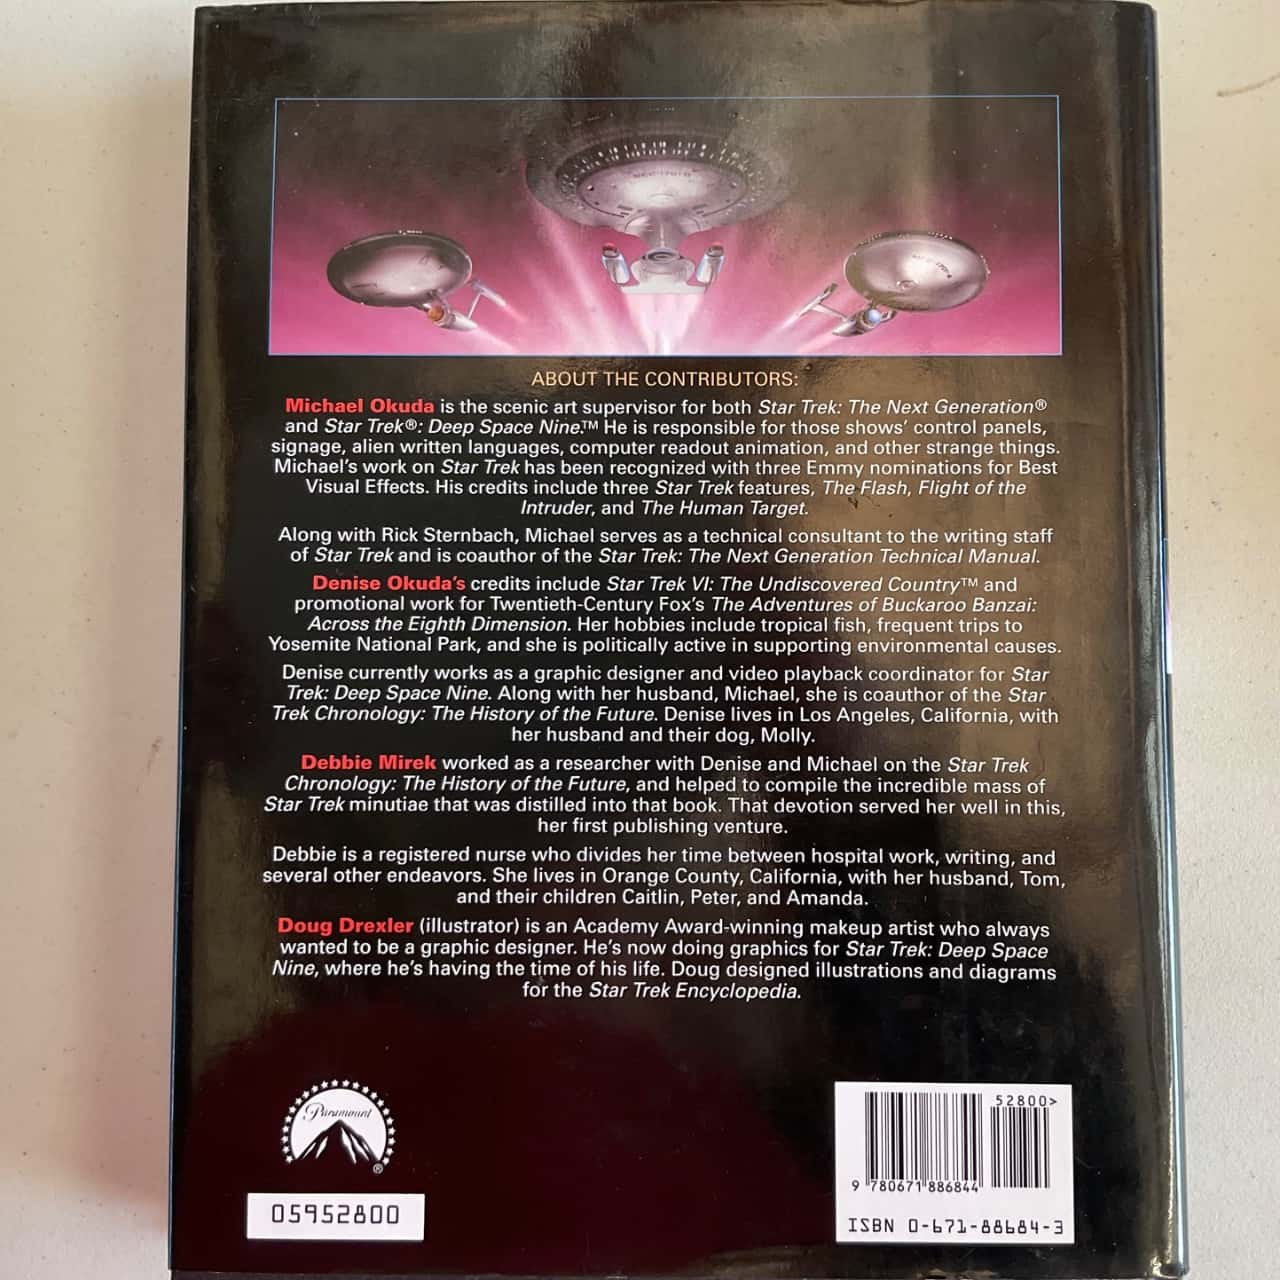 ABOUT THE CONTRIBUTORS:
Michael Okuda is the scenic art supervisor for both Star Trek: The Next Generation®
and Star Trek®: Deep Space Nine.™ He is responsible for those shows' control panels,
signage, alien written languages, computer readout animation, and other strange things.
Michael's work on Star Trek has been recognized with three Emmy nominations for Best
Visual Effects. His credits include three Star Trek features, The Flash, Flight of the
Intruder, and The Human Target.
Along with Rick Sternbach, Michael serves as a technical consultant to the writing staff
of Star Trek and is coauthor of the Star Trek: The Next Generation Technical Manual.
Denise Okuda's credits include Star Trek VI: The Undiscovered Country™ and
promotional work for Twentieth-Century Fox's The Adventures of Buckaroo Banzai:
Across the Eighth Dimension. Her hobbies include tropical fish, frequent trips to
Yosemite National Park, and she is politically active in supporting environmental causes.
Denise currently works as a graphic designer and video playback coordinator for Star
Trek: Deep Space Nine. Along with her husband, Michael, she is coauthor of the Star
Trek Chronology: The History of the Future. Denise lives in Los Angeles, California, with
her husband and their dog, Molly.
Debbie Mirek worked as a researcher with Denise and Michael on the Star Trek
Chronology: The History of the Future, and helped to compile the incredible mass of
Star Trek minutiae that was distilled into that book. That devotion served her well in this,
her first publishing venture.
Debbie is a registered nurse who divides her time between hospital work, writing, and
several other endeavors. She lives in Orange County, California, with her husband, Tom,
and their children Caitlin, Peter, and Amanda.
Doug Drexler (illustrator) is an Academy Award-winning makeup artist who always
wanted to be a graphic designer. He's now doing graphics for Star Trek: Deep Space
Nine, where he's having the time of his life. Doug designed illustrations and diagrams
for the Star Trek Encyclopedia.
Paramount
®
05952800
52800>
9 780671 886844
ISBN 0-671-88684-3